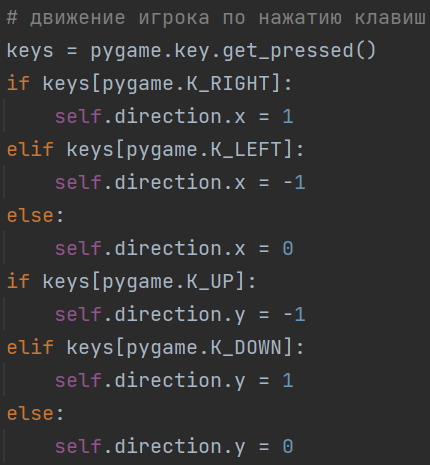 # движение игрока по нажатию клавиш
keys = pygame.key.get_pressed()
if keys[pygame.K_RIGHT]:
    self.direction.x = 1
elif keys[pygame.K_LEFT]:
    self.direction.x = -1
else:
    self.direction.x = 0
if keys[pygame.K_UP]:
    self.direction.y = -1
elif keys[pygame.K_DOWN]:
    self.direction.y = 1
else:
    self.direction.y = 0